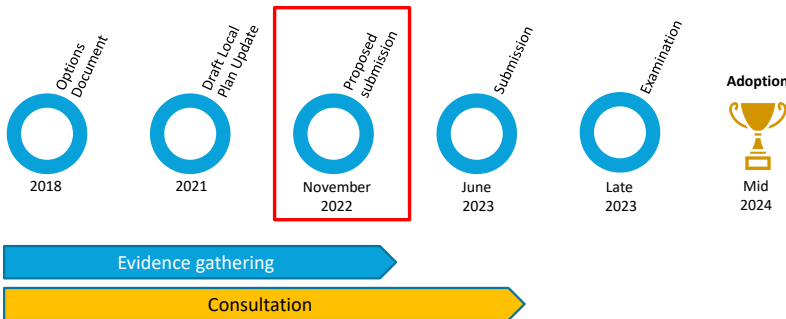 Options
Document
Draft Local
Plan Update
Proposed
submission
Submission
Examination
Adoption
2018
2021
November
2022
June
2023
Late
2023
Mid
2024
Evidence gathering
Consultation